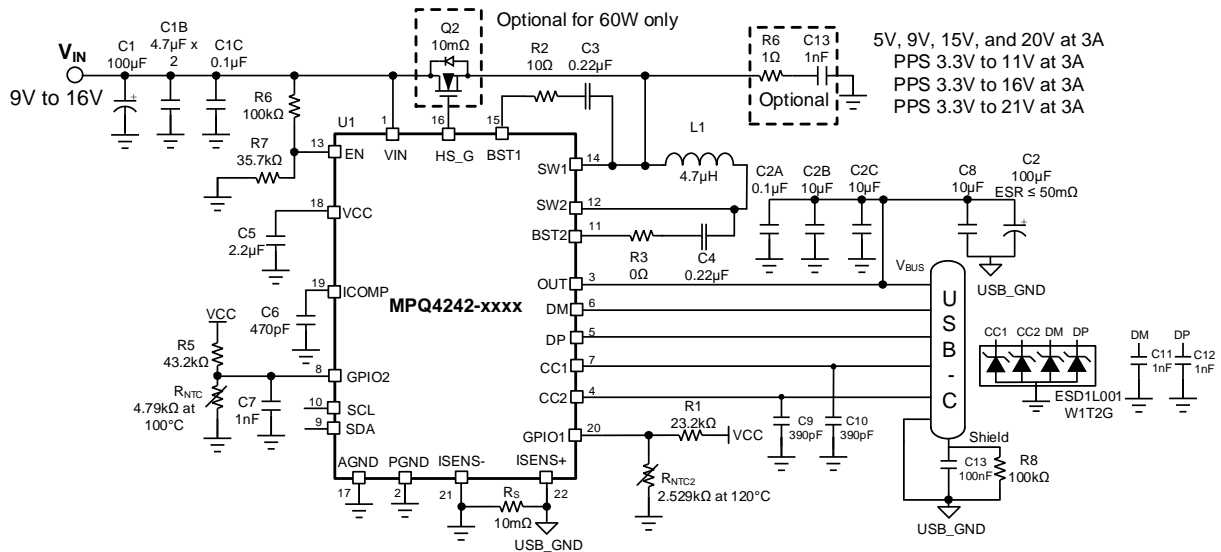 Optional for 60W only
5V, 9V, 15V, and 20V at 3A
PPS 3.3V to 11V at 3A
PPS 3.3V to 16V at 3A
PPS 3.3V to 21V at 3A
VIN
9V to 16V
C1
100µF
+
C1B
4.7µF x
2
C1C
0.1µF
Q2
10mΩ
R2
10Ω
C3
0.22µF
R6
1Ω
C13
1nF
Optional
R6
100kΩ
R7
35.7kΩ
U1
1
16
15
13
EN
VIN
HS_G
BST1
SW1
14
L1
4.7µH
SW2
12
BST2
11
R3
0Ω
C4
0.22µF
C2A
0.1µF
C2B
10µF
C2C
10µF
C8
10µF
C2
100µF
ESR ≤ 50mΩ
+
USB_GND
18
VCC
C5
2.2µF
19
ICOMP
C6
470pF
MPQ4242-xxxx
OUT
3
VBUS
DM
6
DP
5
CC1
7
CC2
4
USB-C
CC1
CC2
DM
DP
ESD1L001
W1T2G
DM
C11
1nF
DP
C12
1nF
VCC
R5
43.2kΩ
RNTC
4.79kΩ at
100°C
C7
1nF
8
GPIO2
10
SCL
9
SDA
GPIO1
20
R1
23.2kΩ
VCC
RNTC2
2.529kΩ at 120°C
C9
390pF
C10
390pF
Shield
C13
100nF
R8
100kΩ
USB_GND
AGND
PGND
ISENS-
ISENS+
17
2
21
22
RS
10mΩ
USB_GND